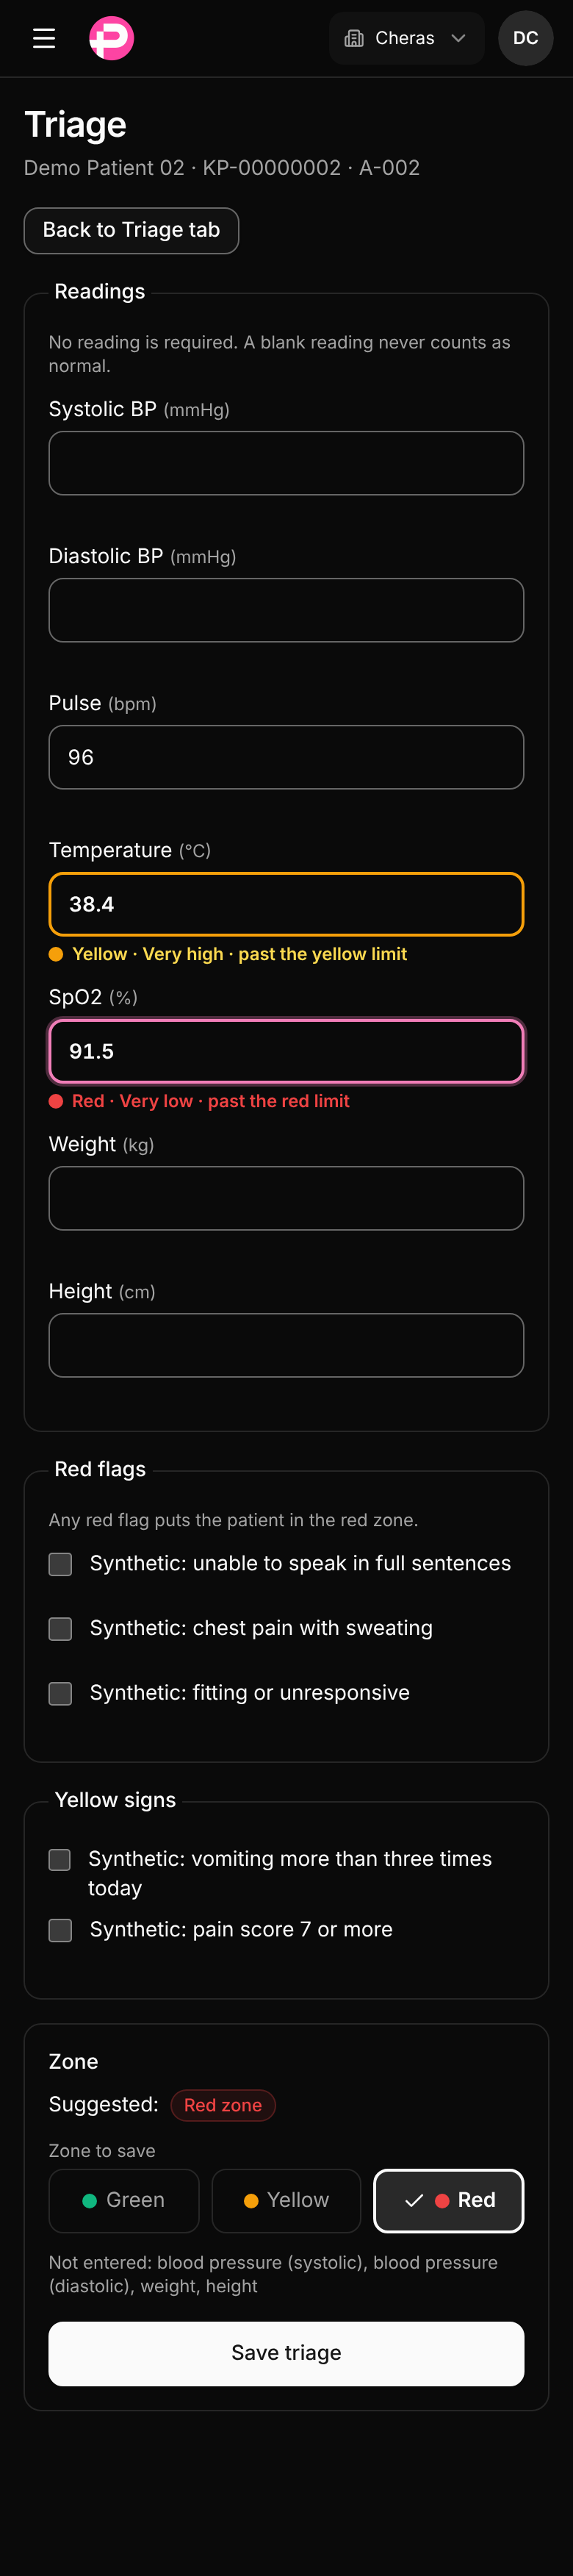 Cheras
DC
Triage
Demo Patient 02 · KP-00000002 · A-002
Back to Triage tab
Readings
No reading is required. A blank reading never counts as
normal.
Systolic BP (mmHg)
Diastolic BP (mmHg)
Pulse (bpm)
96
Temperature (°C)
38.4
Yellow · Very high · past the yellow limit
SpO2 (%)
91.5
Red · Very low · past the red limit
Weight (kg)
Height (cm)
Red flags
Any red flag puts the patient in the red zone.
Synthetic: unable to speak in full sentences
Synthetic: chest pain with sweating
Synthetic: fitting or unresponsive
Yellow signs
Synthetic: vomiting more than three times
today
Synthetic: pain score 7 or more
Zone
Suggested: Red zone
Zone to save
Green Yellow Red
Not entered: blood pressure (systolic), blood pressure
(diastolic), weight, height
Save triage